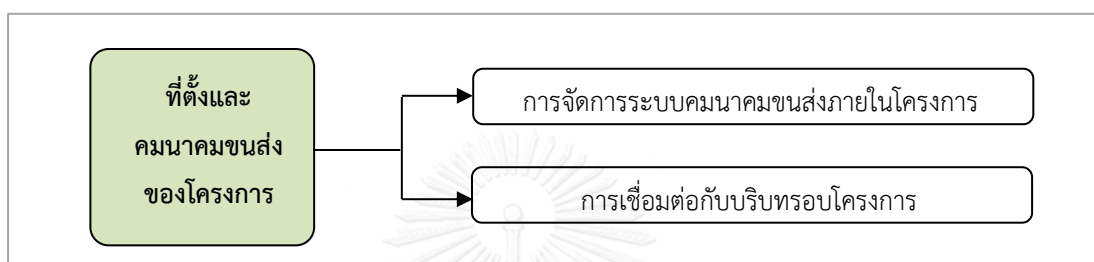 ที่ตั้งและ
คมนาคมขนส่ง
ของโครงการ
การจัดการระบบคมนาคมขนส่งภายในโครงการ
การเชื่อมต่อกับบริบทรอบโครงการ